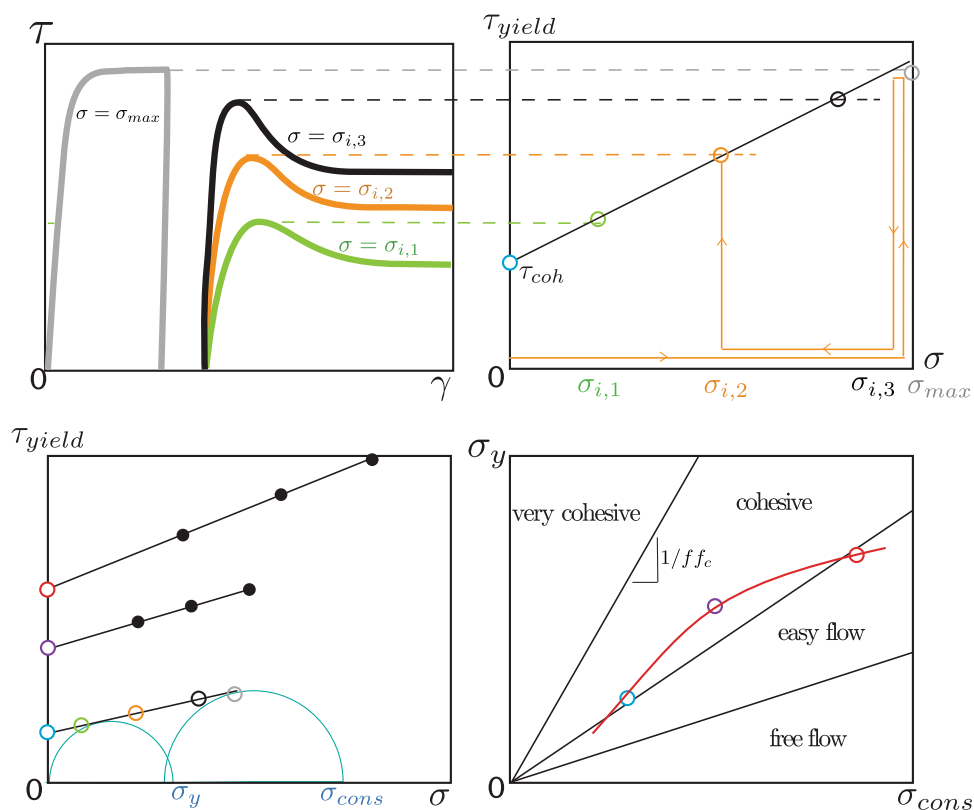 τ
σ = σ_max
σ = σ_{i,3}
σ = σ_{i,2}
σ = σ_{i,1}
0
γ
τ_yield
τ_coh
0
σ
σ_{i,1}
σ_{i,2}
σ_{i,3}
σ_max
τ_yield
0
σ_y
σ_cons
σ
σ_y
very cohesive
cohesive
1/ff_c
easy flow
free flow
0
σ_cons